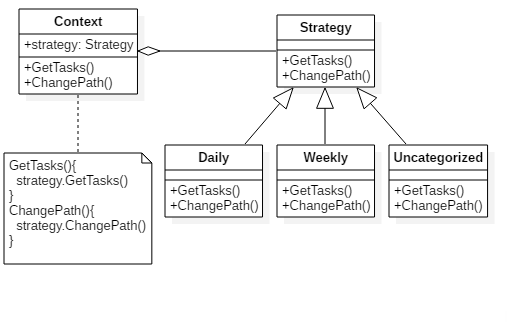 Context
+strategy: Strategy
+GetTasks()
+ChangePath()
Strategy
+GetTasks()
+ChangePath()
GetTasks(){
strategy.GetTasks()
}
ChangePath(){
strategy.ChangePath()
}
Daily
+GetTasks()
+ChangePath()
Weekly
+GetTasks()
+ChangePath()
Uncategorized
+GetTasks()
+ChangePath()